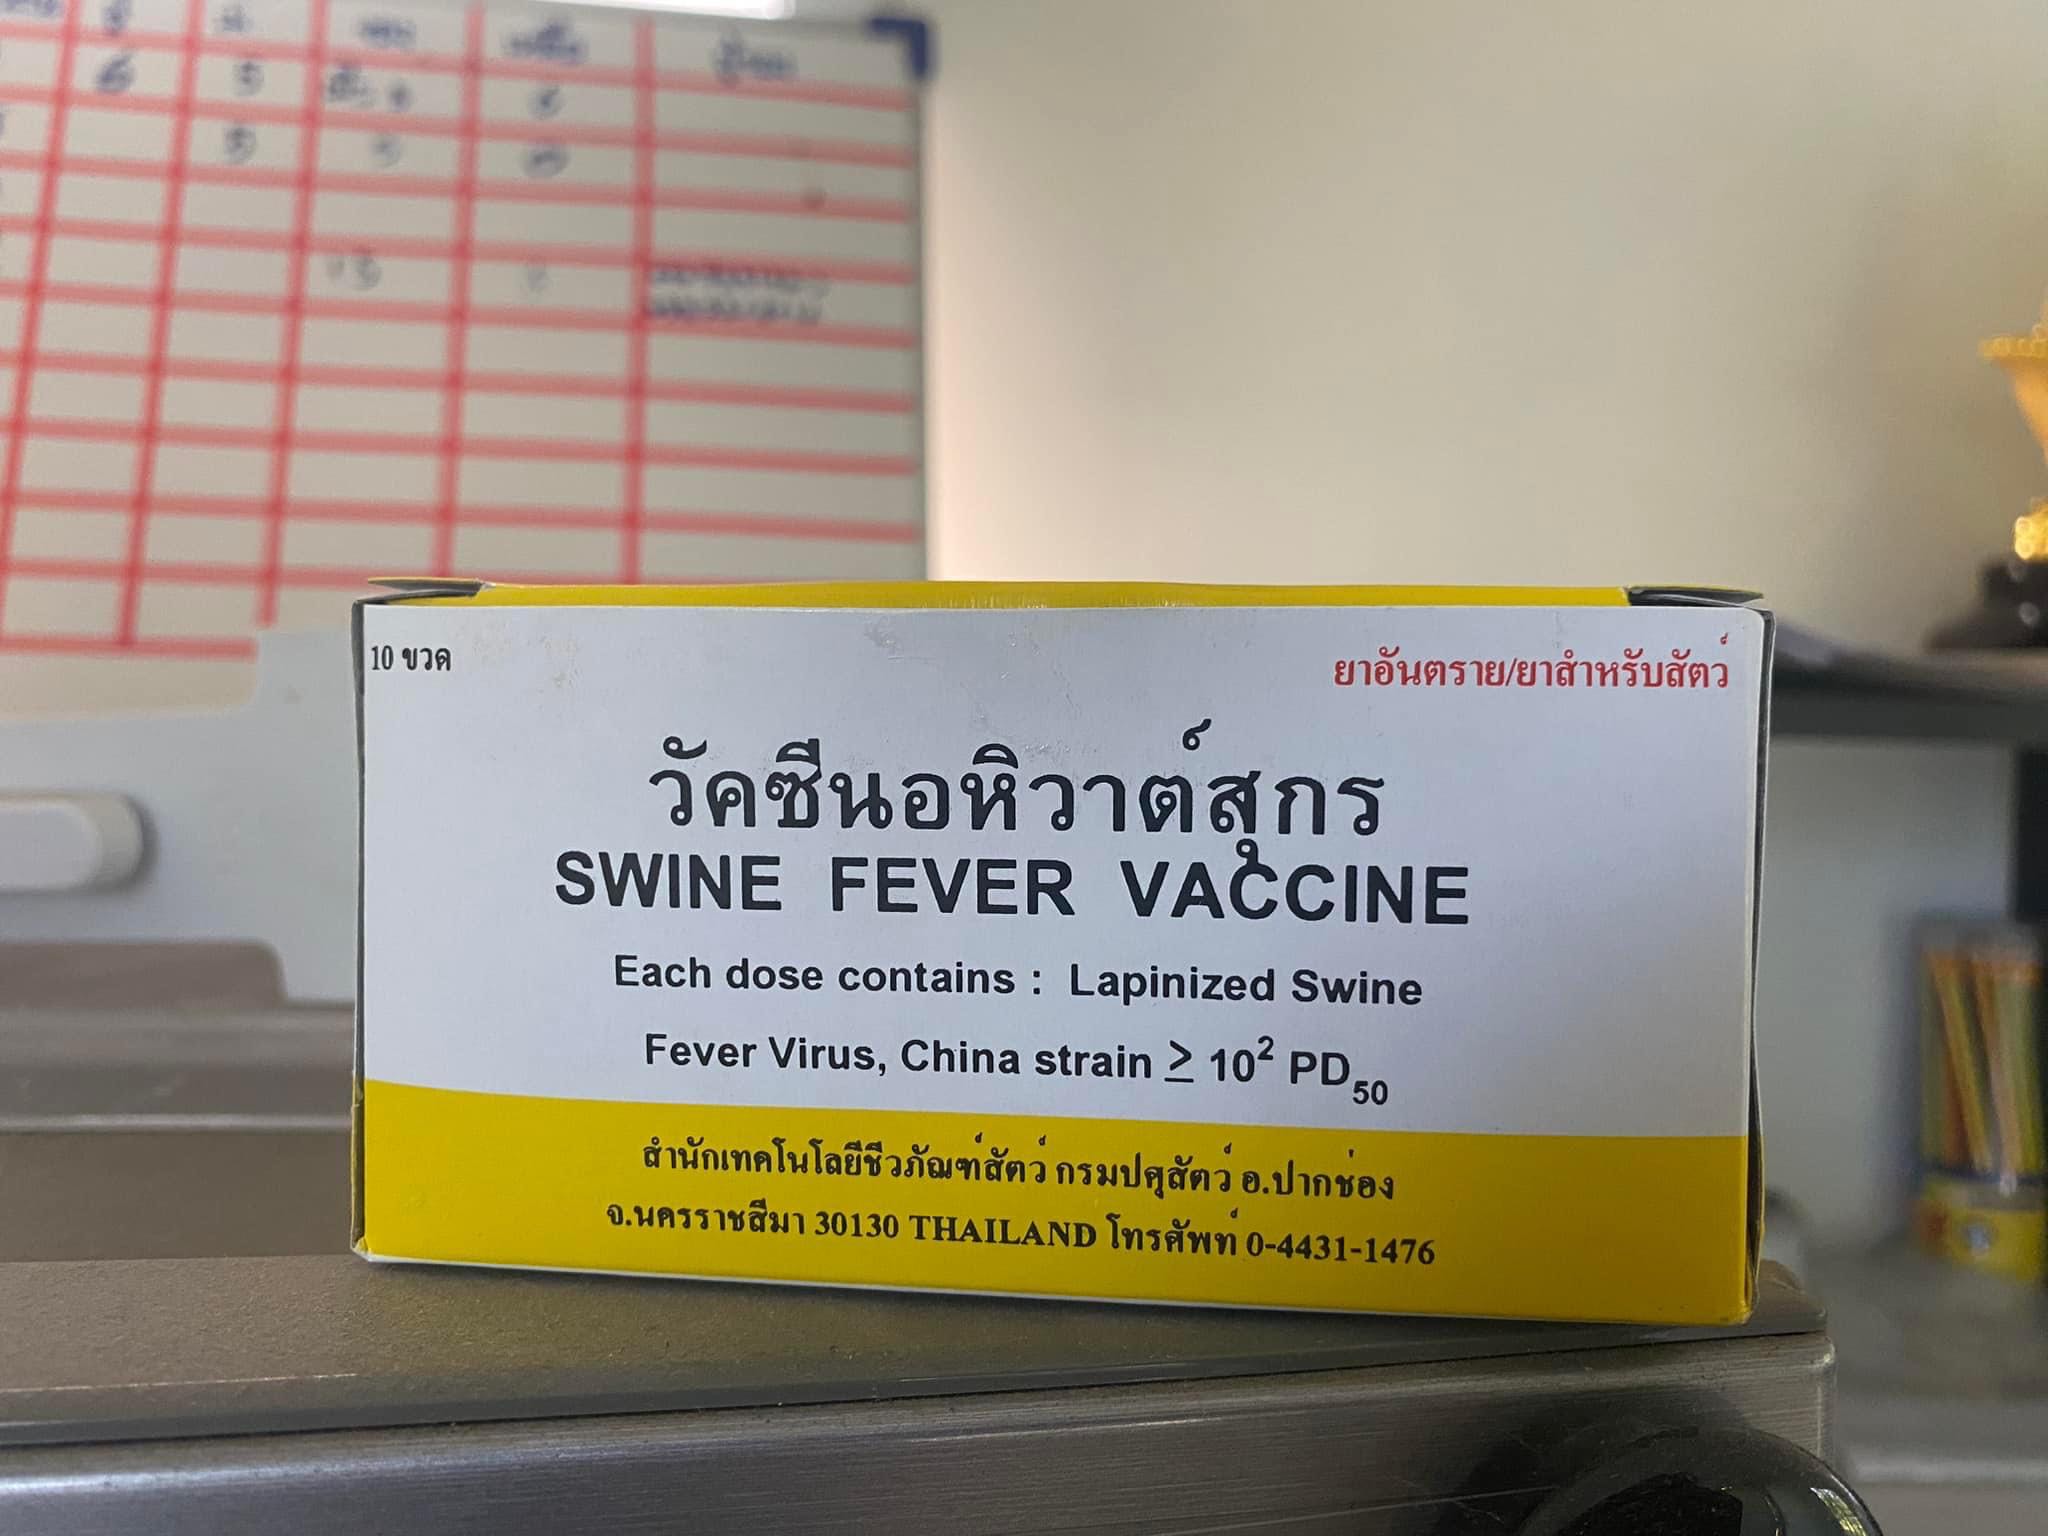 10 ขวด
ยาอันตราย/ยาสำหรับสัตว์
วัคซีนอหิวาต์สุกร
SWINE FEVER VACCINE
Each dose contains : Lapinized Swine
Fever Virus, China strain ≥ 10² PD₅₀
สำนักเทคโนโลยีชีวภัณฑ์สัตว์ กรมปศุสัตว์ อ.ปากช่อง
จ.นครราชสีมา 30130 THAILAND โทรศัพท์ 0-4431-1476